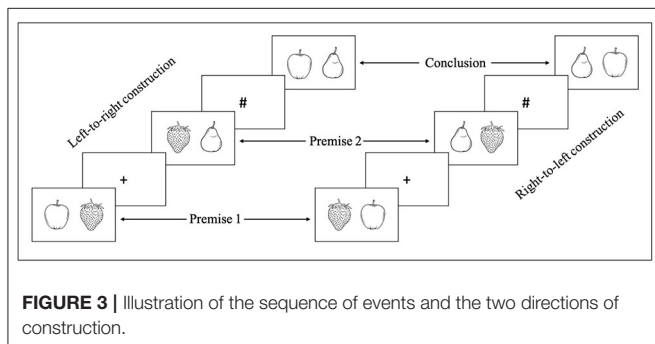 Conclusion
Left-to-right construction
#
#
Premise 2
Right-to-left construction
+
+
Premise 1
FIGURE 3 | Illustration of the sequence of events and the two directions of
construction.